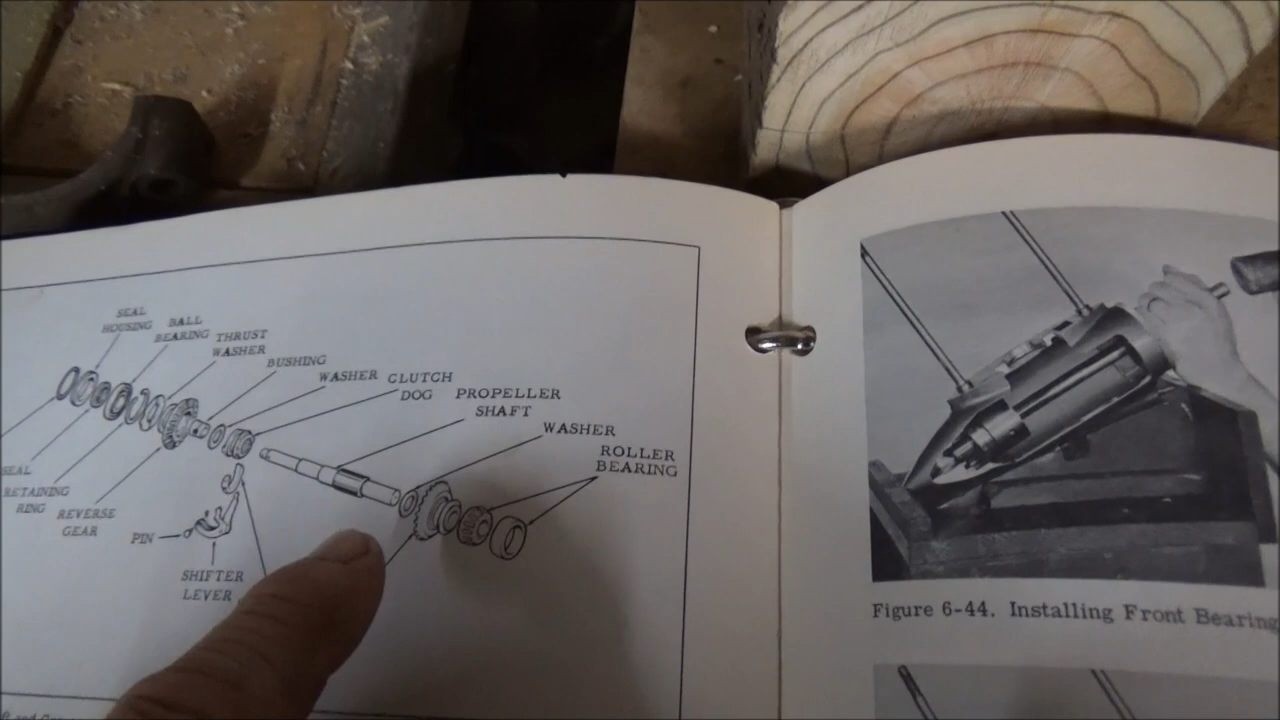 SEAL
HOUSING
BALL
BEARING
THRUST
WASHER
BUSHING
WASHER
CLUTCH
DOG
PROPELLER
SHAFT
WASHER
ROLLER
BEARING
SEAL
RETAINING
RING
REVERSE
GEAR
PIN
SHIFTER
LEVER
Figure 6-44. Installing Front Bearing